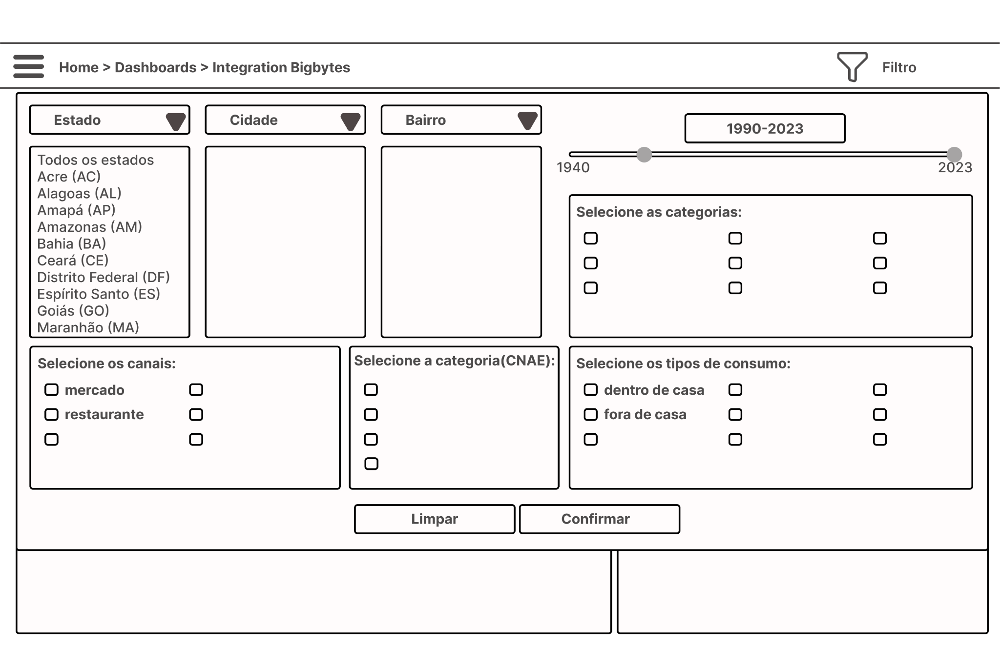 Home > Dashboards > Integration Bigbytes
Filtro
Estado
Cidade
Bairro
1990-2023
1940
2023
Todos os estados
Acre (AC)
Alagoas (AL)
Amapá (AP)
Amazonas (AM)
Bahia (BA)
Ceará (CE)
Distrito Federal (DF)
Espírito Santo (ES)
Goiás (GO)
Maranhão (MA)
Selecione as categorias:
Selecione os canais:
mercado
restaurante
Selecione a categoria(CNAE):
Selecione os tipos de consumo:
dentro de casa
fora de casa
Limpar
Confirmar